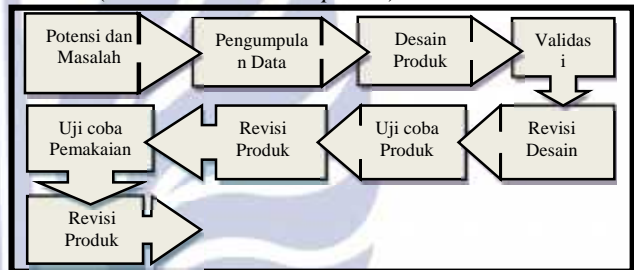 Potensi dan
Masalah
Pengumpula
n Data
Desain
Produk
Validas
i
Revisi
Desain
Uji coba
Produk
Revisi
Produk
Uji coba
Pemakaian
Revisi
Produk